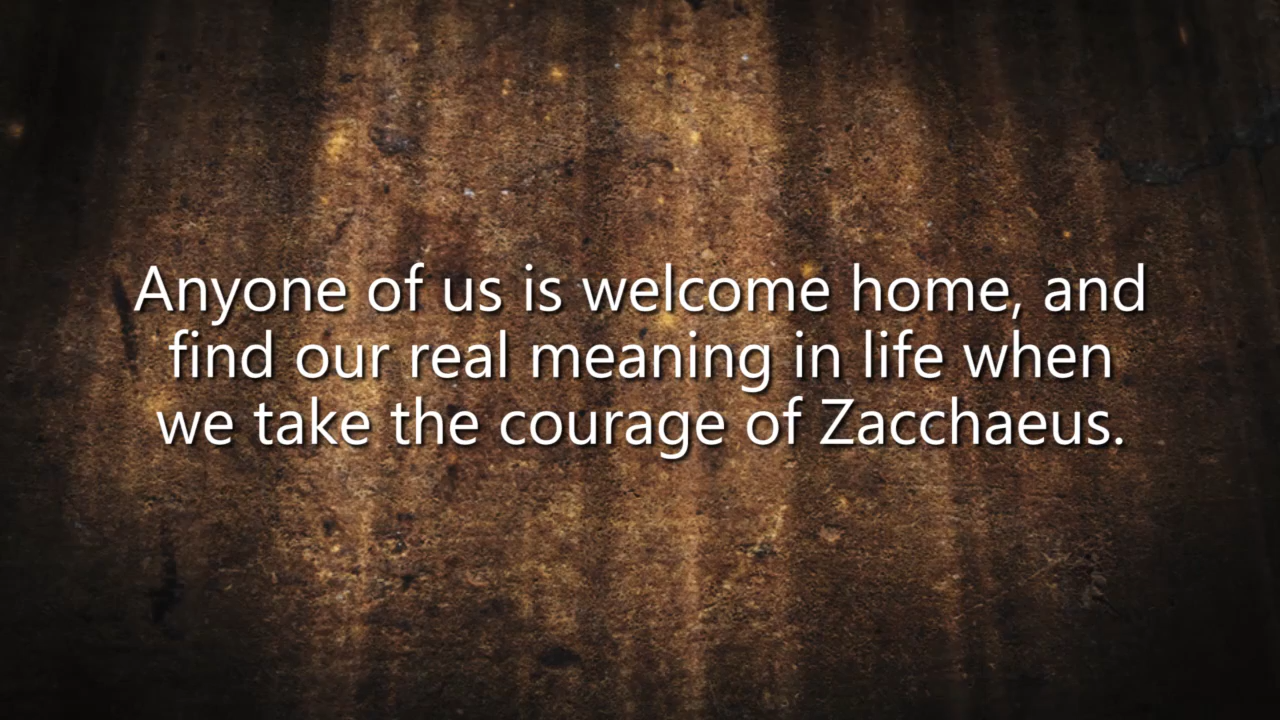 Anyone of us is welcome home, and
find our real meaning in life when
we take the courage of Zacchaeus.